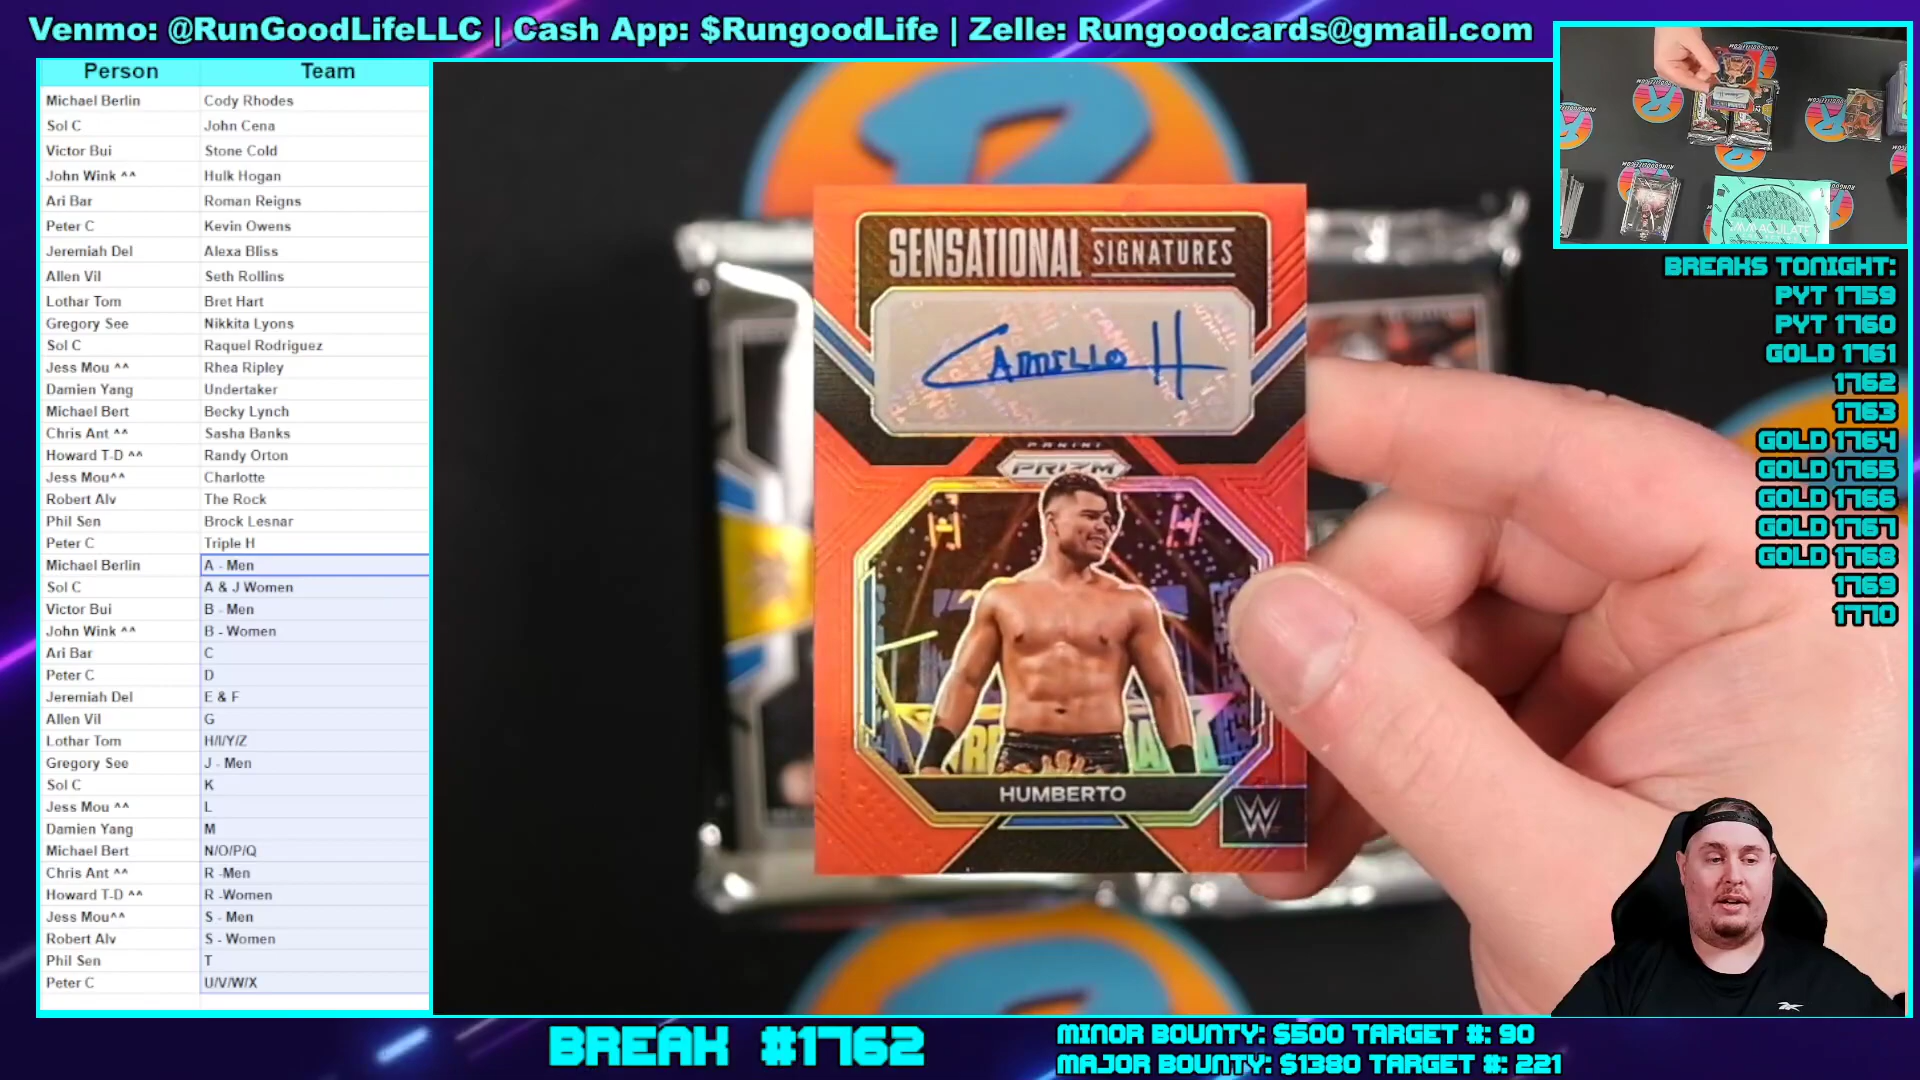 Venmo: @RunGoodLifeLLC | Cash App: $RungoodLife | Zelle: Rungoodcards@gmail.com
Person Team
Michael Berlin Cody Rhodes
Sol C John Cena
Victor Bui Stone Cold
John Wink ^^ Hulk Hogan
Ari Bar Roman Reigns
Peter C Kevin Owens
Jeremiah Del Alexa Bliss
Allen Vil Seth Rollins
Lothar Tom Bret Hart
Gregory See Nikkita Lyons
Sol C Raquel Rodriguez
Jess Mou ^^ Rhea Ripley
Damien Yang Undertaker
Michael Bert Becky Lynch
Chris Ant ^^ Sasha Banks
Howard T-D ^^ Randy Orton
Jess Mou^^ Charlotte
Robert Alv The Rock
Phil Sen Brock Lesnar
Peter C Triple H
Michael Berlin A - Men
Sol C A & J Women
Victor Bui B - Men
John Wink ^^ B - Women
Ari Bar C
Peter C D
Jeremiah Del E & F
Allen Vil G
Lothar Tom H/I/Y/Z
Gregory See J - Men
Sol C K
Jess Mou ^^ L
Damien Yang M
Michael Bert N/O/P/Q
Chris Ant ^^ R -Men
Howard T-D ^^ R -Women
Jess Mou^^ S - Men
Robert Alv S - Women
Phil Sen T
Peter C U/V/W/X
SENSATIONAL SIGNATURES
CARRILLO H
PANINI
PRIZM
HUMBERTO
W
IMMACULATE
BREAKS TONIGHT:
PYT 1759
PYT 1760
GOLD 1761
1762
1763
GOLD 1764
GOLD 1765
GOLD 1766
GOLD 1767
GOLD 1768
1769
1770
BREAK #1762
MINOR BOUNTY: $500 TARGET #: 90
MAJOR BOUNTY: $1380 TARGET #: 221